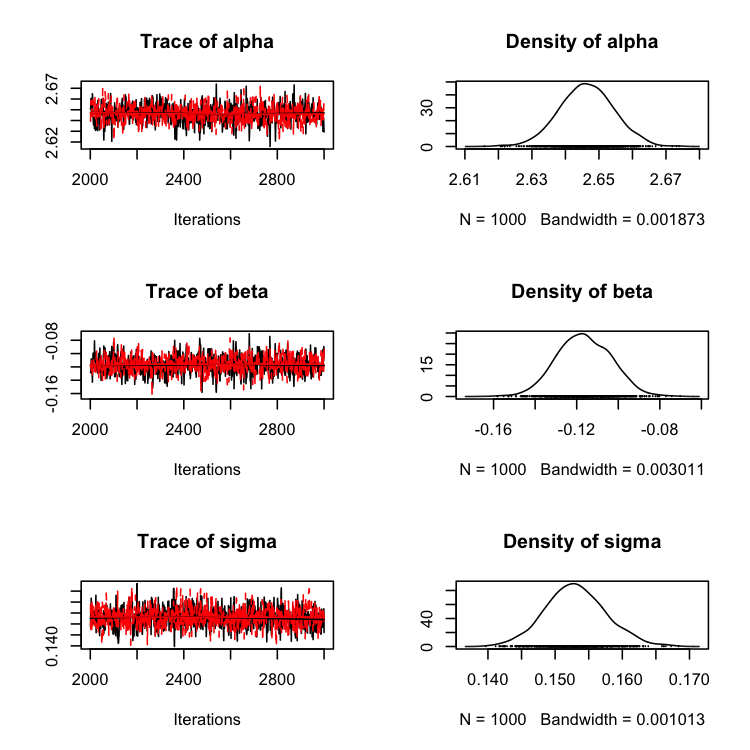 Trace of alpha
2.62 2.67
2000 2400 2800
Iterations
Density of alpha
0 30
2.61 2.63 2.65 2.67
N = 1000 Bandwidth = 0.001873
Trace of beta
-0.16 -0.08
2000 2400 2800
Iterations
Density of beta
0 15
-0.16 -0.12 -0.08
N = 1000 Bandwidth = 0.003011
Trace of sigma
0.140
2000 2400 2800
Iterations
Density of sigma
0 40
0.140 0.150 0.160 0.170
N = 1000 Bandwidth = 0.001013